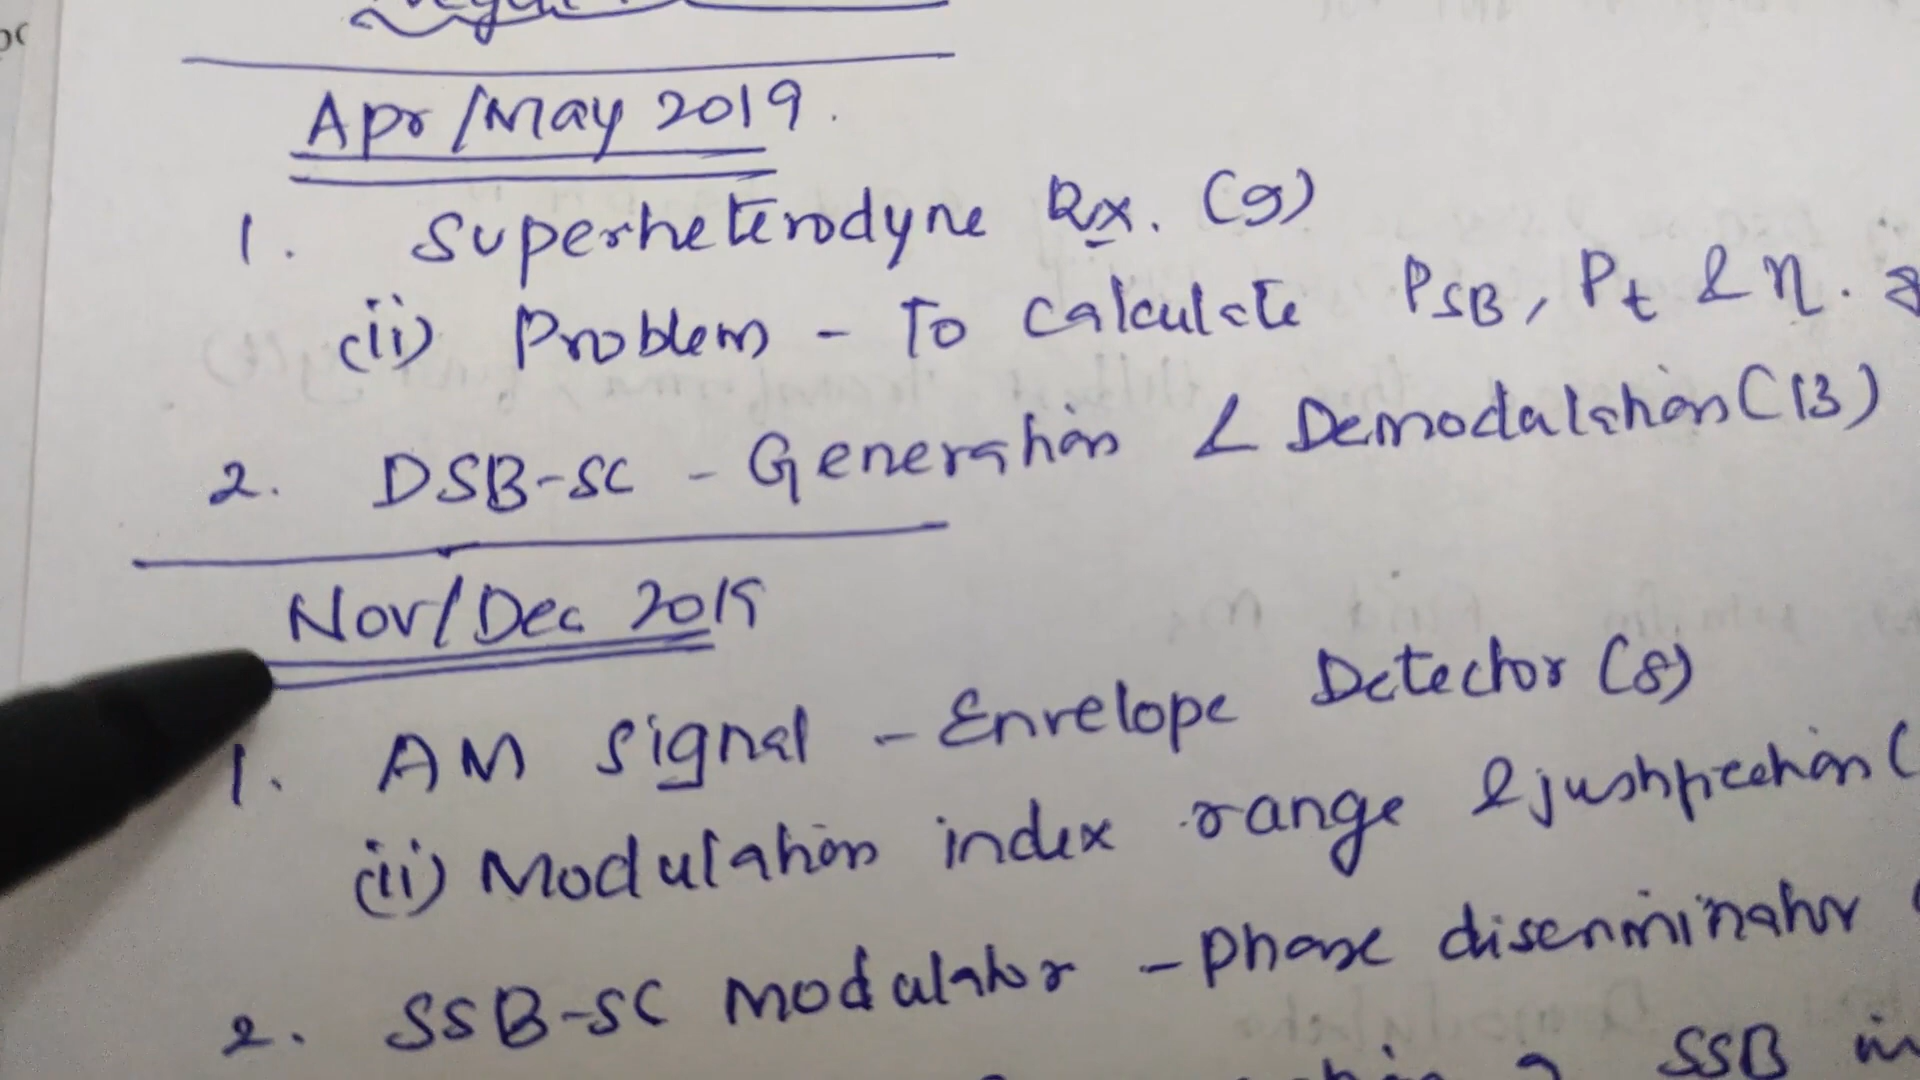 Apr/May 2019.
1. Superheterodyne Rx. (9)
(ii) Problem - To calculate PSB, Pt & η.
2. DSB-SC - Generation & Demodulation (13)
Nov/Dec 2019
1. AM signal - Envelope Detector (8)
(ii) Modulation index range & justification (
2. SSB-SC modulator - phase discriminator (
SSB in